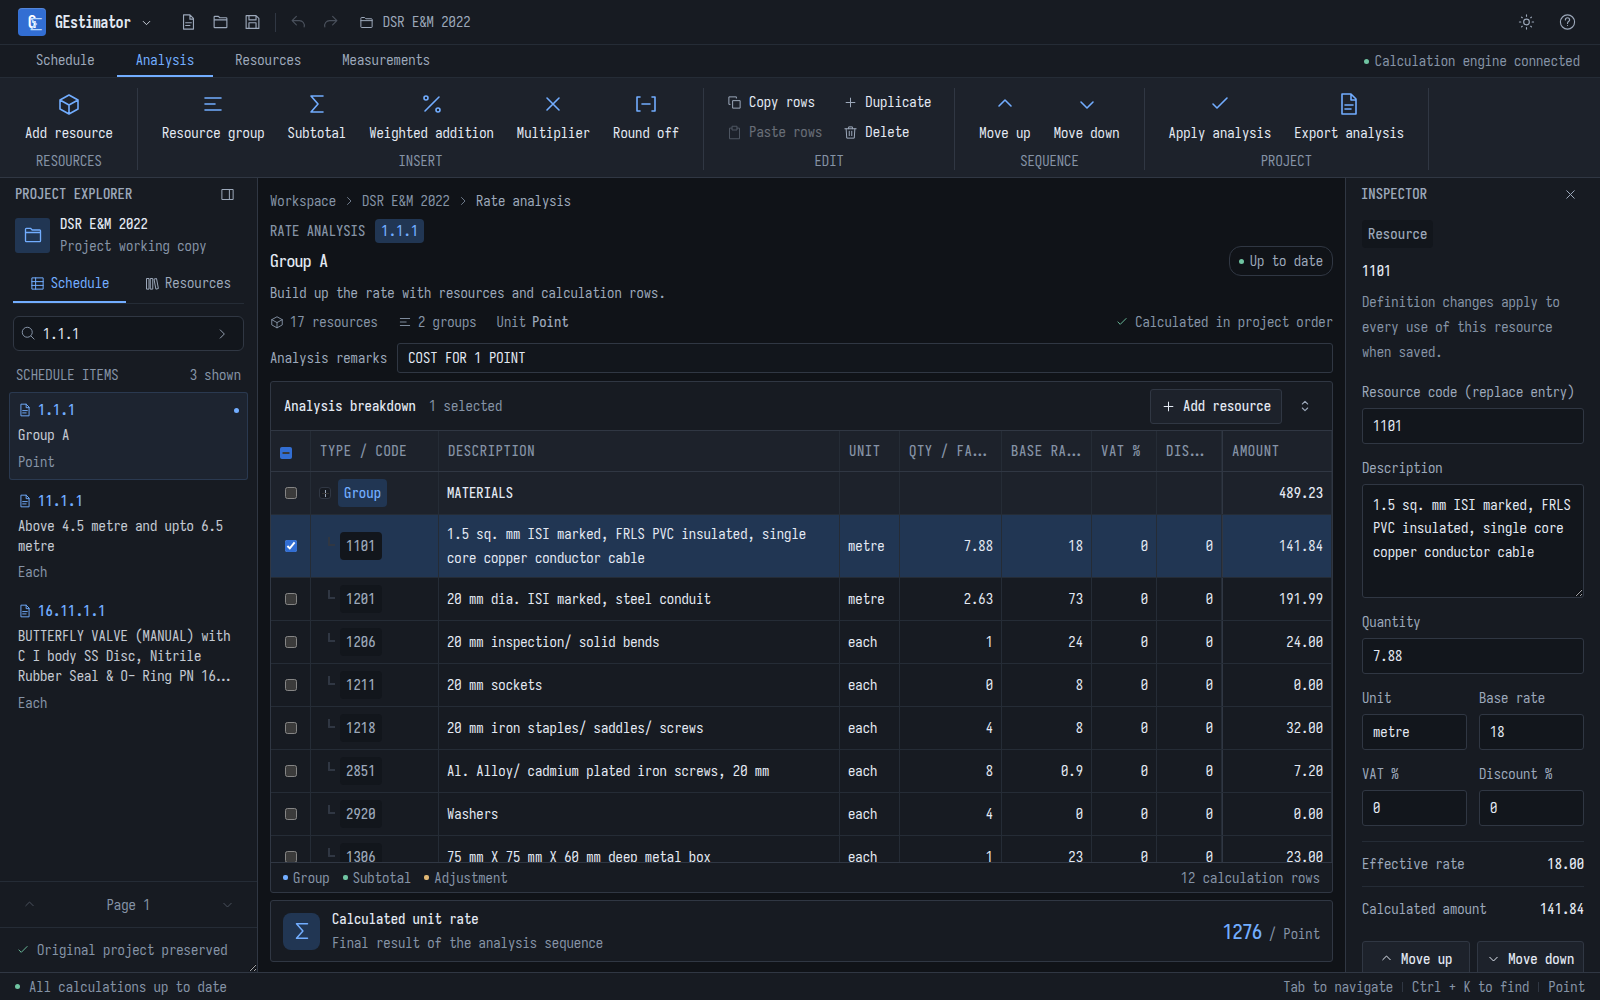 GEstimator
DSR E&M 2022
Schedule
Analysis
Resources
Measurements
Calculation engine connected
Add resource
RESOURCES
Resource group
Subtotal
Weighted addition
Multiplier
Round off
INSERT
Copy rows
Duplicate
Paste rows
Delete
EDIT
Move up
Move down
SEQUENCE
Apply analysis
Export analysis
PROJECT
PROJECT EXPLORER
DSR E&M 2022
Project working copy
Schedule
Resources
1.1.1
SCHEDULE ITEMS
3 shown
1.1.1
Group A
Point
11.1.1
Above 4.5 metre and upto 6.5
metre
Each
16.11.1.1
BUTTERFLY VALVE (MANUAL) with
C I body SS Disc, Nitrile
Rubber Seal & O- Ring PN 16...
Each
Page 1
Original project preserved
Workspace > DSR E&M 2022 > Rate analysis
RATE ANALYSIS 1.1.1
Group A
Up to date
Build up the rate with resources and calculation rows.
17 resources
2 groups
Unit Point
Calculated in project order
Analysis remarks
COST FOR 1 POINT
Analysis breakdown 1 selected
+ Add resource
TYPE / CODE DESCRIPTION UNIT QTY / FA... BASE RA... VAT % DIS... AMOUNT
Group MATERIALS 489.23
1101 1.5 sq. mm ISI marked, FRLS PVC insulated, single core copper conductor cable metre 7.88 18 0 0 141.84
1201 20 mm dia. ISI marked, steel conduit metre 2.63 73 0 0 191.99
1206 20 mm inspection/ solid bends each 1 24 0 0 24.00
1211 20 mm sockets each 0 8 0 0 0.00
1218 20 mm iron staples/ saddles/ screws each 4 8 0 0 32.00
2851 Al. Alloy/ cadmium plated iron screws, 20 mm each 8 0.9 0 0 7.20
2920 Washers each 4 0 0 0 0.00
1306 75 mm X 75 mm X 60 mm deep metal box each 1 23 0 0 23.00
Group
Subtotal
Adjustment
12 calculation rows
Calculated unit rate
Final result of the analysis sequence
1276 / Point
INSPECTOR
Resource
1101
Definition changes apply to
every use of this resource
when saved.
Resource code (replace entry)
1101
Description
1.5 sq. mm ISI marked, FRLS
PVC insulated, single core
copper conductor cable
Quantity
7.88
Unit
Base rate
metre
18
VAT %
Discount %
0
0
Effective rate 18.00
Calculated amount 141.84
Move up
Move down
All calculations up to date
Tab to navigate
Ctrl + K to find
Point